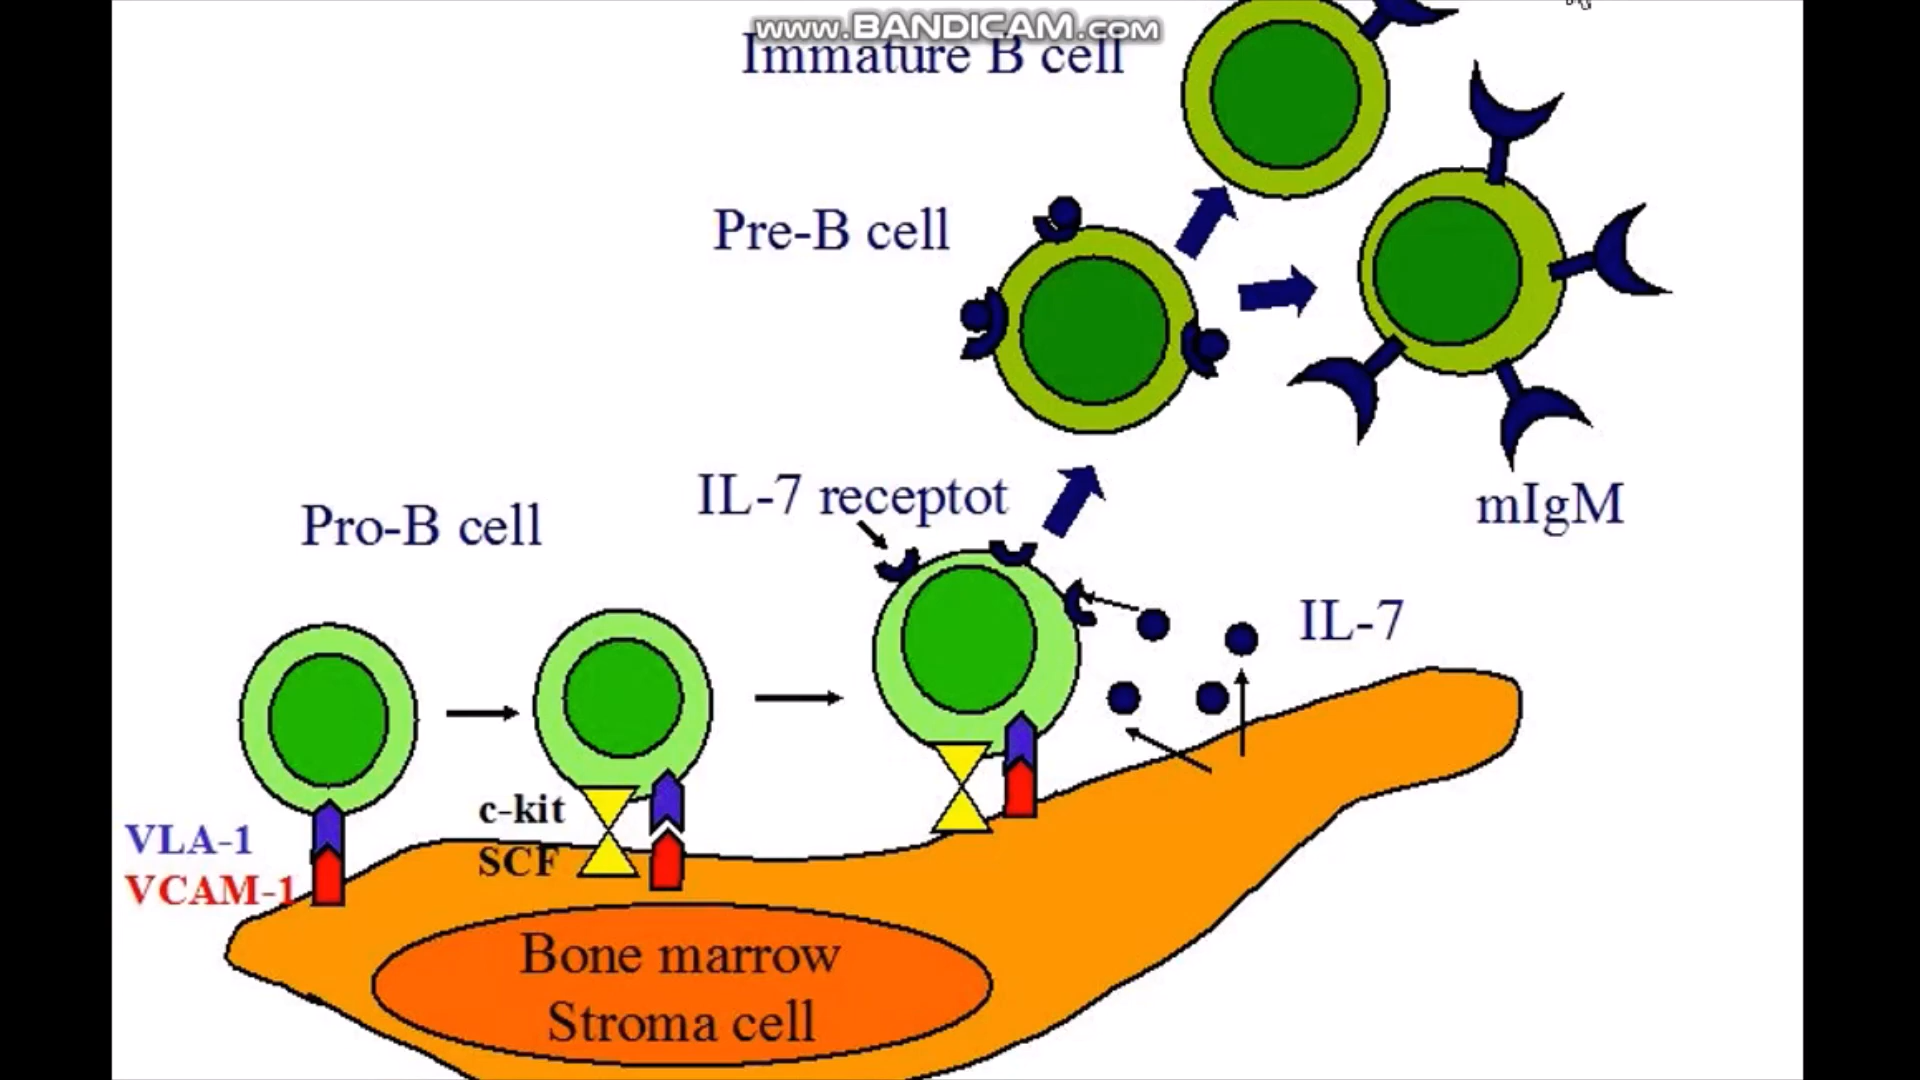 www.BANDICAM.com
Immature B cell
Pre-B cell
IL-7 receptot
mIgM
Pro-B cell
IL-7
c-kit
VLA-1
SCF
VCAM-1
Bone marrow
Stroma cell